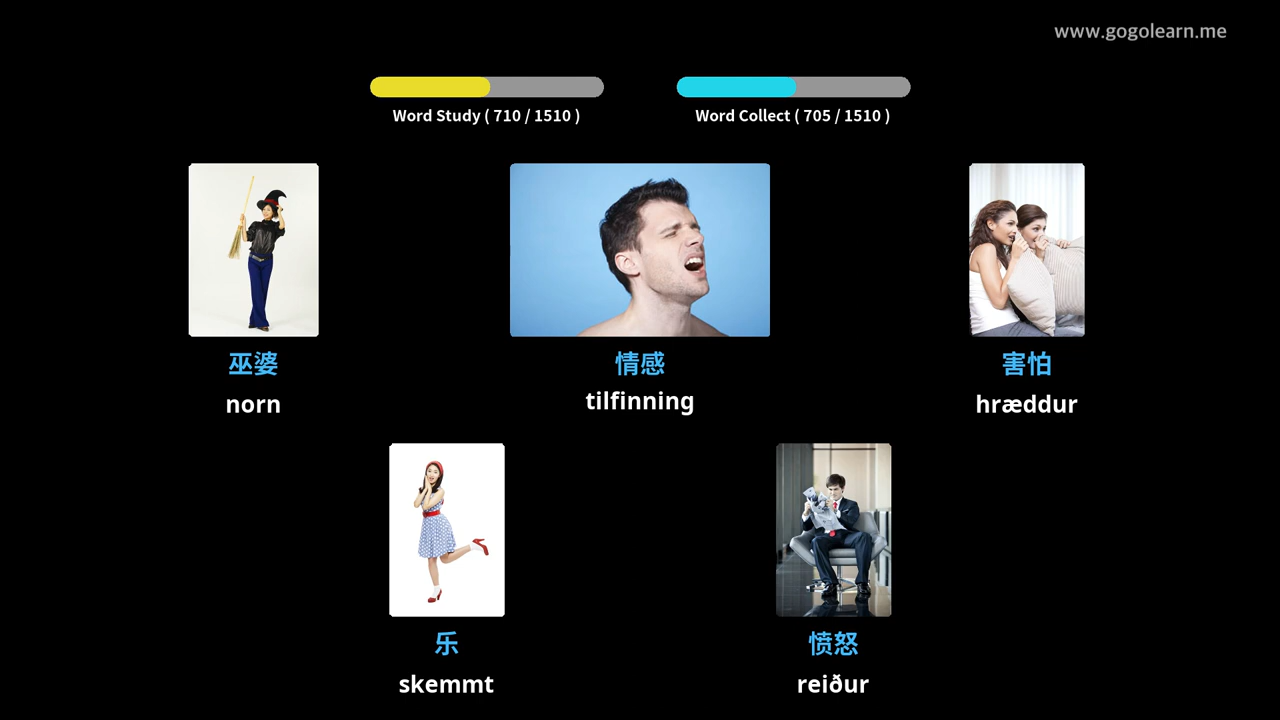 www.gogolearn.me
Word Study ( 710 / 1510 )
Word Collect ( 705 / 1510 )
巫婆
norn
情感
tilfinning
害怕
hræddur
乐
skemmt
愤怒
reiður